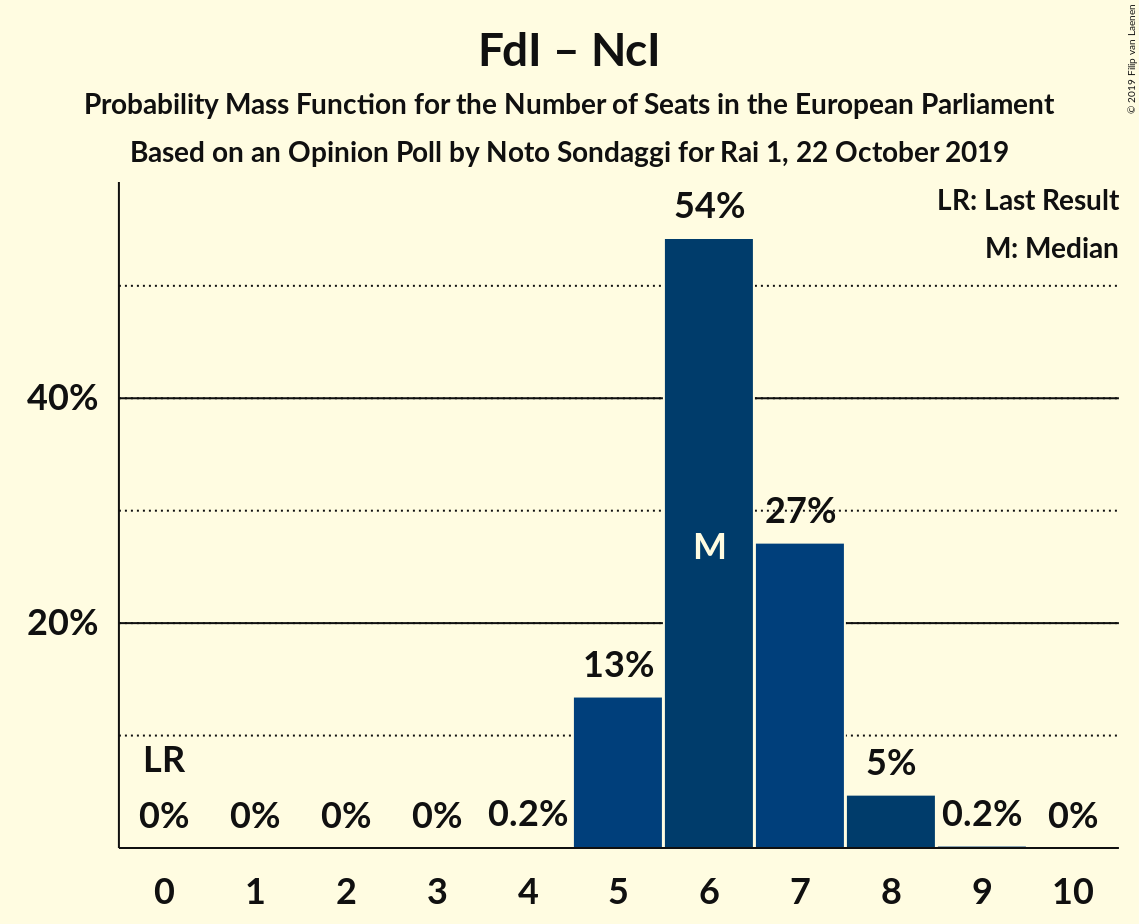 FdI – NcI
Probability Mass Function for the Number of Seats in the European Parliament
Based on an Opinion Poll by Noto Sondaggi for Rai 1, 22 October 2019
© 2019 Filip van Laenen
LR: Last Result
M: Median
54%
40%
27%
M
20%
13%
LR
5%
0% 0% 0% 0% 0.2% 0.2% 0%
0 1 2 3 4 5 6 7 8 9 10